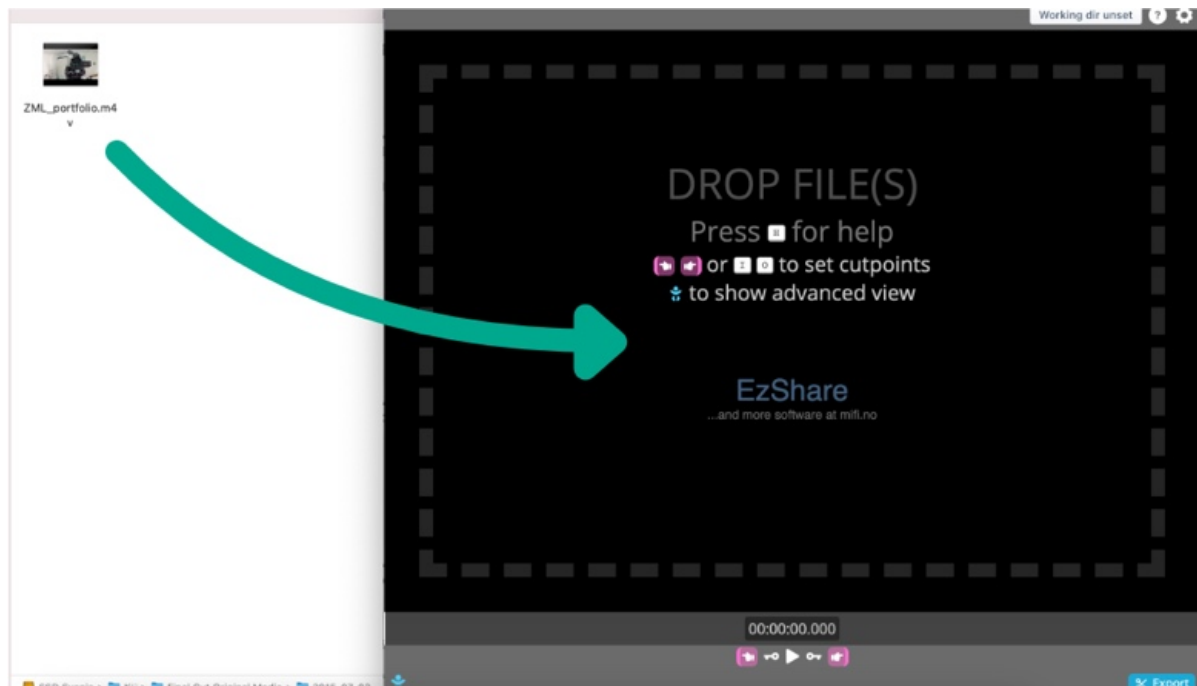 Working dir unset ?
ZML_portfolio.m4
v
DROP FILE(S)
Press H for help
or I O to set cutpoints
to show advanced view
EzShare
...and more software at mifi.no
00:00:00.000
Export